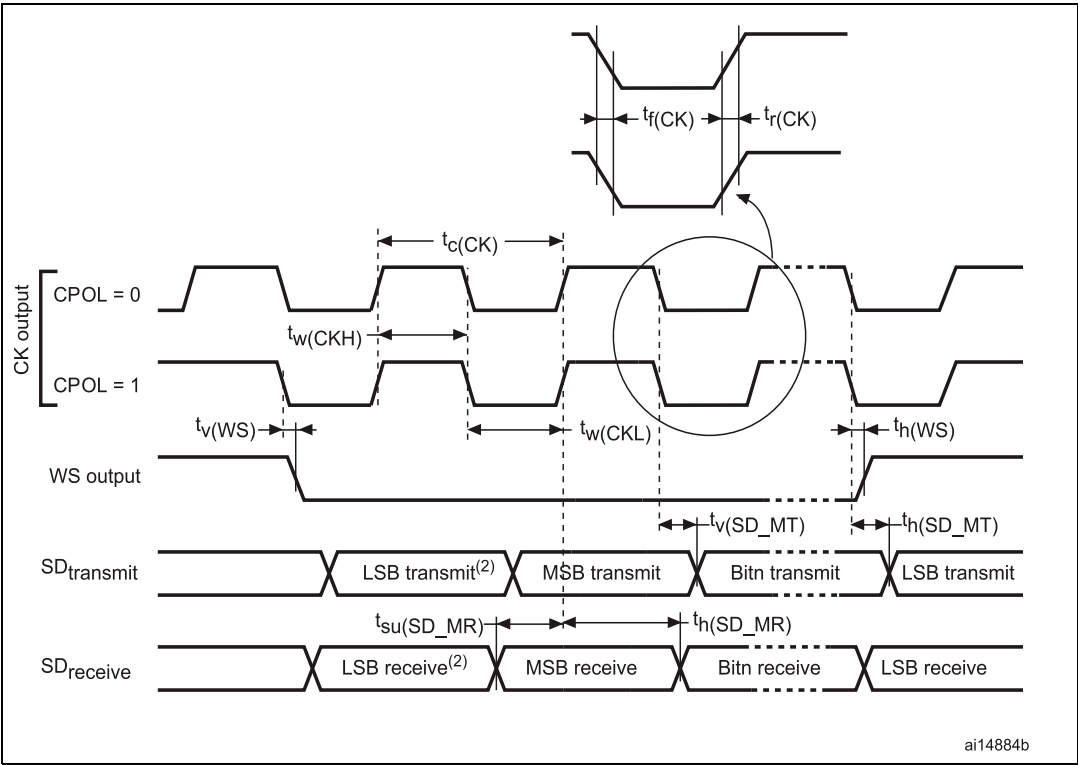 tf(CK)
tr(CK)
tc(CK)
CK output
CPOL = 0
tw(CKH)
CPOL = 1
tv(WS)
tw(CKL)
th(WS)
WS output
tv(SD_MT)
th(SD_MT)
SDtransmit
LSB transmit(2)
MSB transmit
Bitn transmit
LSB transmit
tsu(SD_MR)
th(SD_MR)
SDreceive
LSB receive(2)
MSB receive
Bitn receive
LSB receive
ai14884b